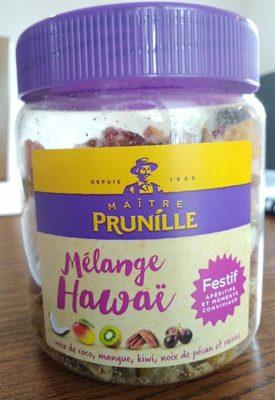 DEPUIS
MAÎTRE
PRUNILLE
Mélange
Hawaï
Festif
APÉRITIFS
ET MOMENTS
CONVIVIAUX
noix de coco, mangue, kiwi, noix de pécan et raisins